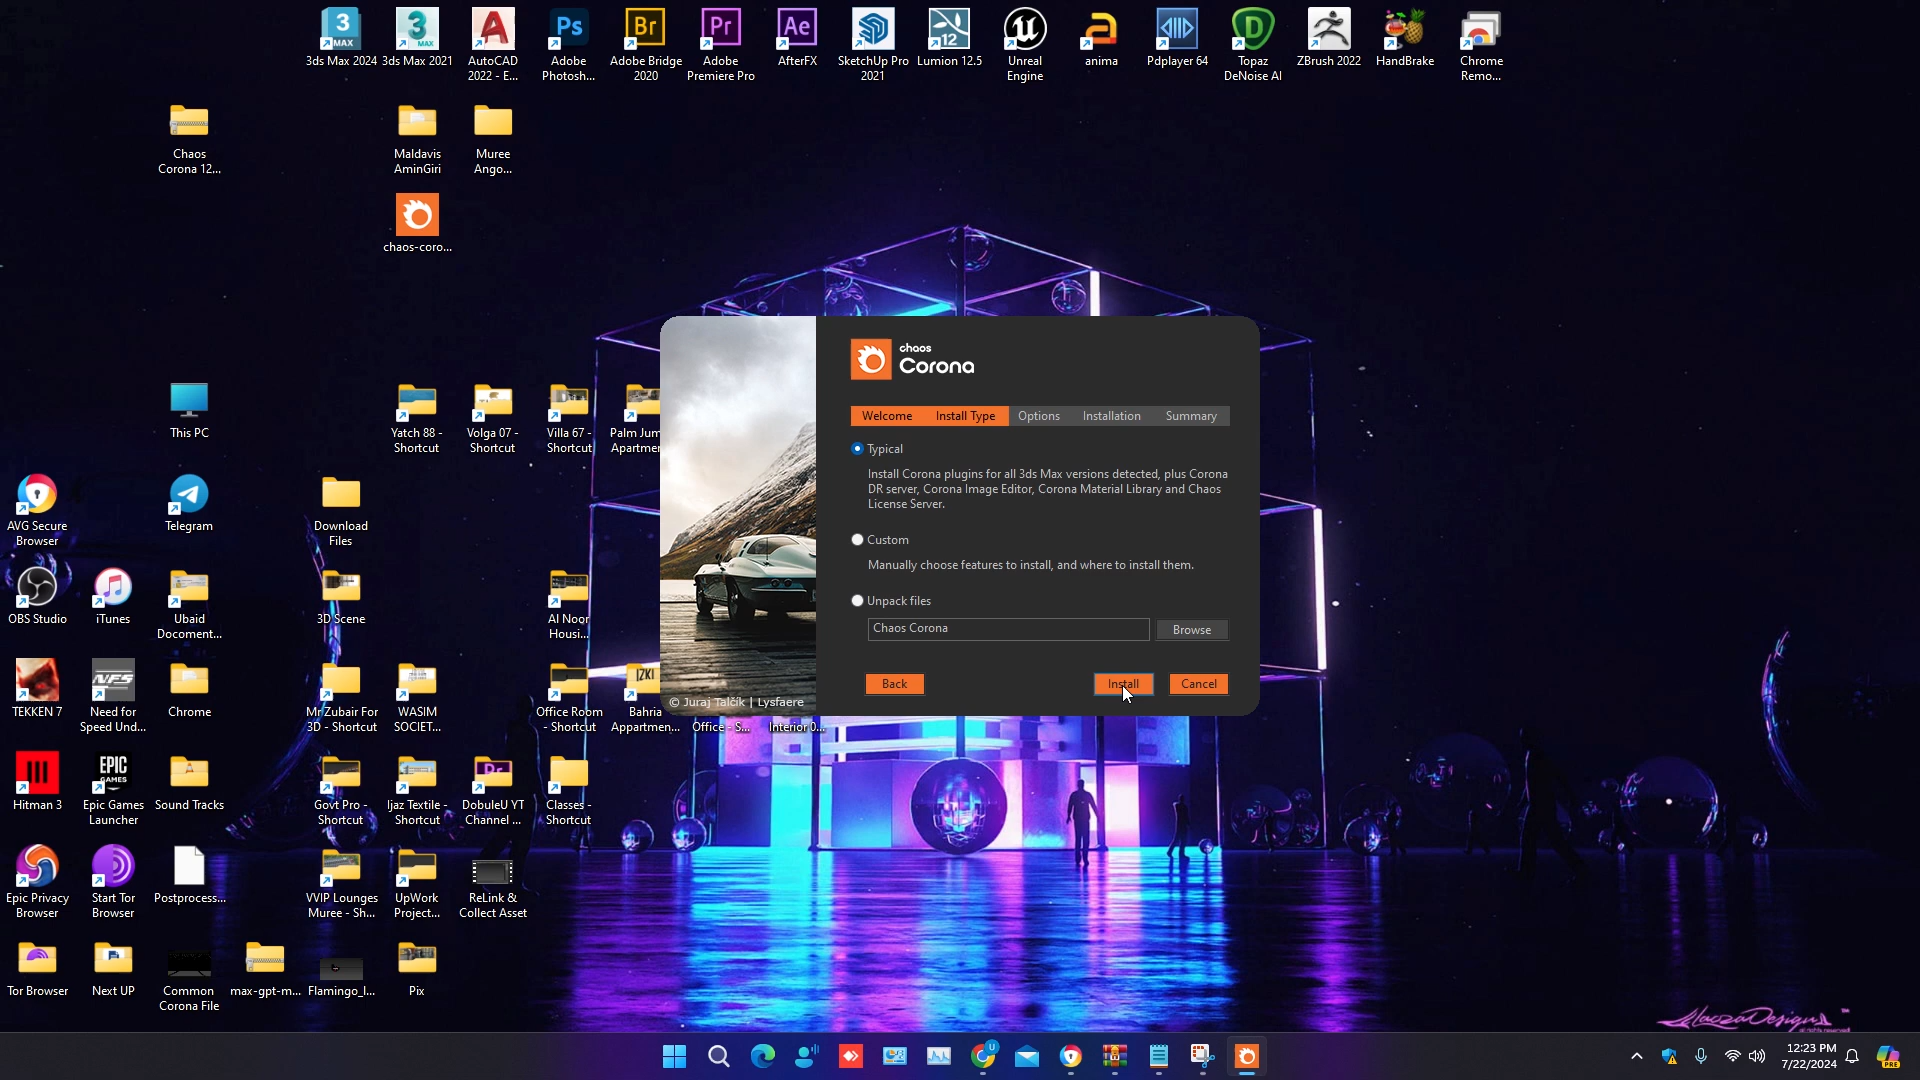 3ds Max 2024
3ds Max 2021
AutoCAD
2022 - E...
Adobe
Photosh...
Adobe Bridge
2020
Adobe
Premiere Pro
AfterFX
SketchUp Pro
2021
Lumion 12.5
Unreal
Engine
anima
Pdplayer 64
Topaz
DeNoise AI
ZBrush 2022
HandBrake
Chrome
Remo...
Chaos
Corona 12...
Maldavis
AminGiri
Muree
Ango...
chaos-coro...
This PC
Yatch 88 -
Shortcut
Volga 07 -
Shortcut
Villa 67 -
Shortcut
Palm Jum
Apartmen
AVG Secure
Browser
Telegram
Download
Files
OBS Studio
iTunes
Ubaid
Docoment...
3D Scene
Al Noor
Housi...
TEKKEN 7
Need for
Speed Und...
Chrome
Mr Zubair For
3D - Shortcut
WASIM
SOCIET...
Office Room
- Shortcut
Bahria
Appartmen...
Office - S...
Interior 0...
Hitman 3
Epic Games
Launcher
Sound Tracks
Govt Pro -
Shortcut
Ijaz Textile -
Shortcut
DobuleU YT
Channel ...
Classes -
Shortcut
Epic Privacy
Browser
Start Tor
Browser
Postprocess...
VVIP Lounges
Muree - Sh...
UpWork
Project...
ReLink &
Collect Asset
Tor Browser
Next UP
Common
Corona File
max-gpt-m...
Flamingo_I...
Pix
chaos
Corona
Welcome
Install Type
Options
Installation
Summary
Typical
Install Corona plugins for all 3ds Max versions detected, plus Corona
DR server, Corona Image Editor, Corona Material Library and Chaos
License Server.
Custom
Manually choose features to install, and where to install them.
Unpack files
Chaos Corona
Browse
Back
Install
Cancel
© Juraj Talčík | Lysfaere
12:23 PM
7/22/2024